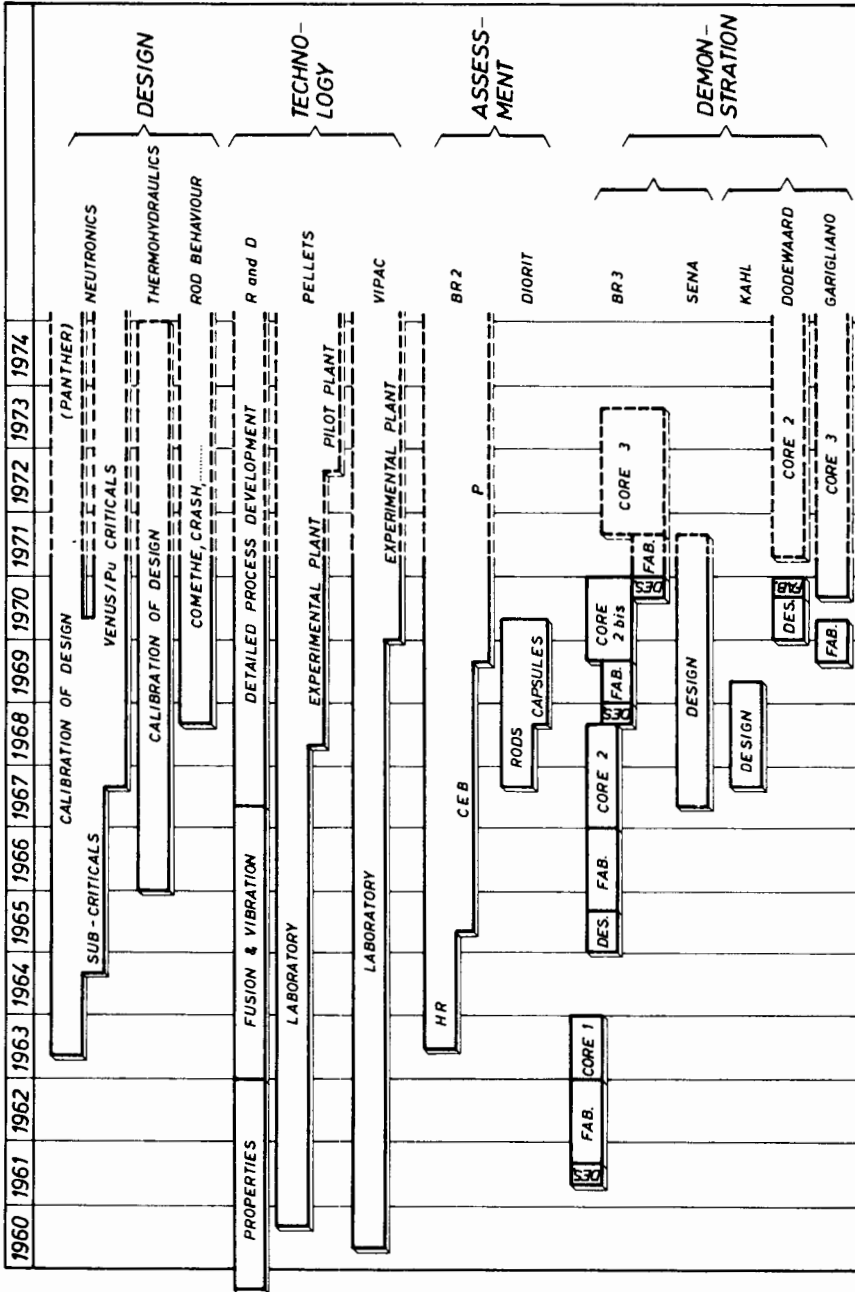 1960 1961 1962 1963 1964 1965 1966 1967 1968 1969 1970 1971 1972 1973 1974
CALIBRATION OF DESIGN
(PANTHER)
NEUTRONICS
SUB-CRITICALS
VENUS/Pu CRITICALS
CALIBRATION OF DESIGN
THERMOHYDRAULICS
COMETHE, CRASH,........
ROD BEHAVIOUR
DESIGN
PROPERTIES
FUSION & VIBRATION
DETAILED PROCESS DEVELOPMENT
R and D
LABORATORY
EXPERIMENTAL PLANT
PILOT PLANT
PELLETS
LABORATORY
EXPERIMENTAL PLANT
VIPAC
TECHNO-
LOGY
HR
CEB
P
BR2
RODS
CAPSULES
DIORIT
ASSESS-
MENT
DES.
FAB.
CORE 1
DES.
FAB.
CORE 2
DES.
FAB.
CORE
2 bis
DES.
FAB.
CORE 3
BR3
DESIGN
SENA
DESIGN
KAHL
DES.
FAB.
CORE 2
DODEWAARD
FAB.
CORE 3
GARIGLIANO
DEMON-
STRATION